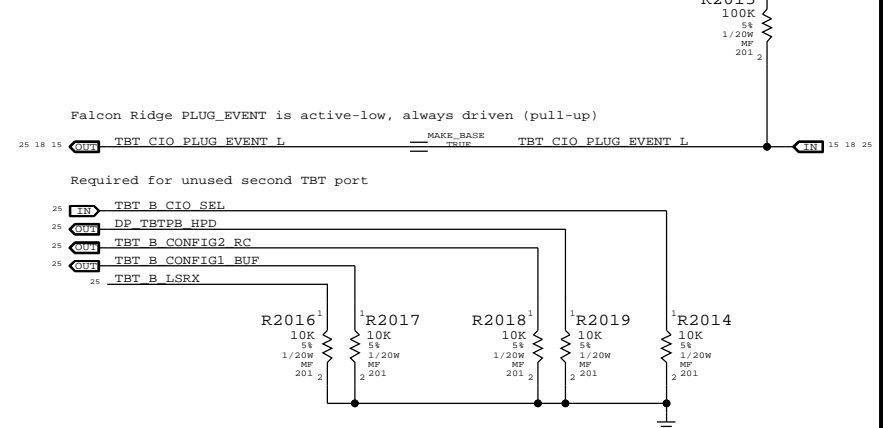 R2015
100K
5%
1/20W
MF
201 2
Falcon Ridge PLUG_EVENT is active-low, always driven (pull-up)
25 18 15 OUT TBT_CIO_PLUG_EVENT_L MAKE_BASE TBT_CIO_PLUG_EVENT_L IN 15 18 25
TRUE
Required for unused second TBT port
25 IN TBT_B_CIO_SEL
25 OUT DP_TBTPB_HPD
25 OUT TBT_B_CONFIG2_RC
25 OUT TBT_B_CONFIG1_BUF
25 TBT_B_LSRX
R2016 1 1 R2017 R2018 1 1 R2019 1 R2014
10K 10K 10K 10K 10K
5% 5% 5% 5% 5%
1/20W 1/20W 1/20W 1/20W 1/20W
MF MF MF MF MF
201 2 2 201 201 2 2 201 2 201